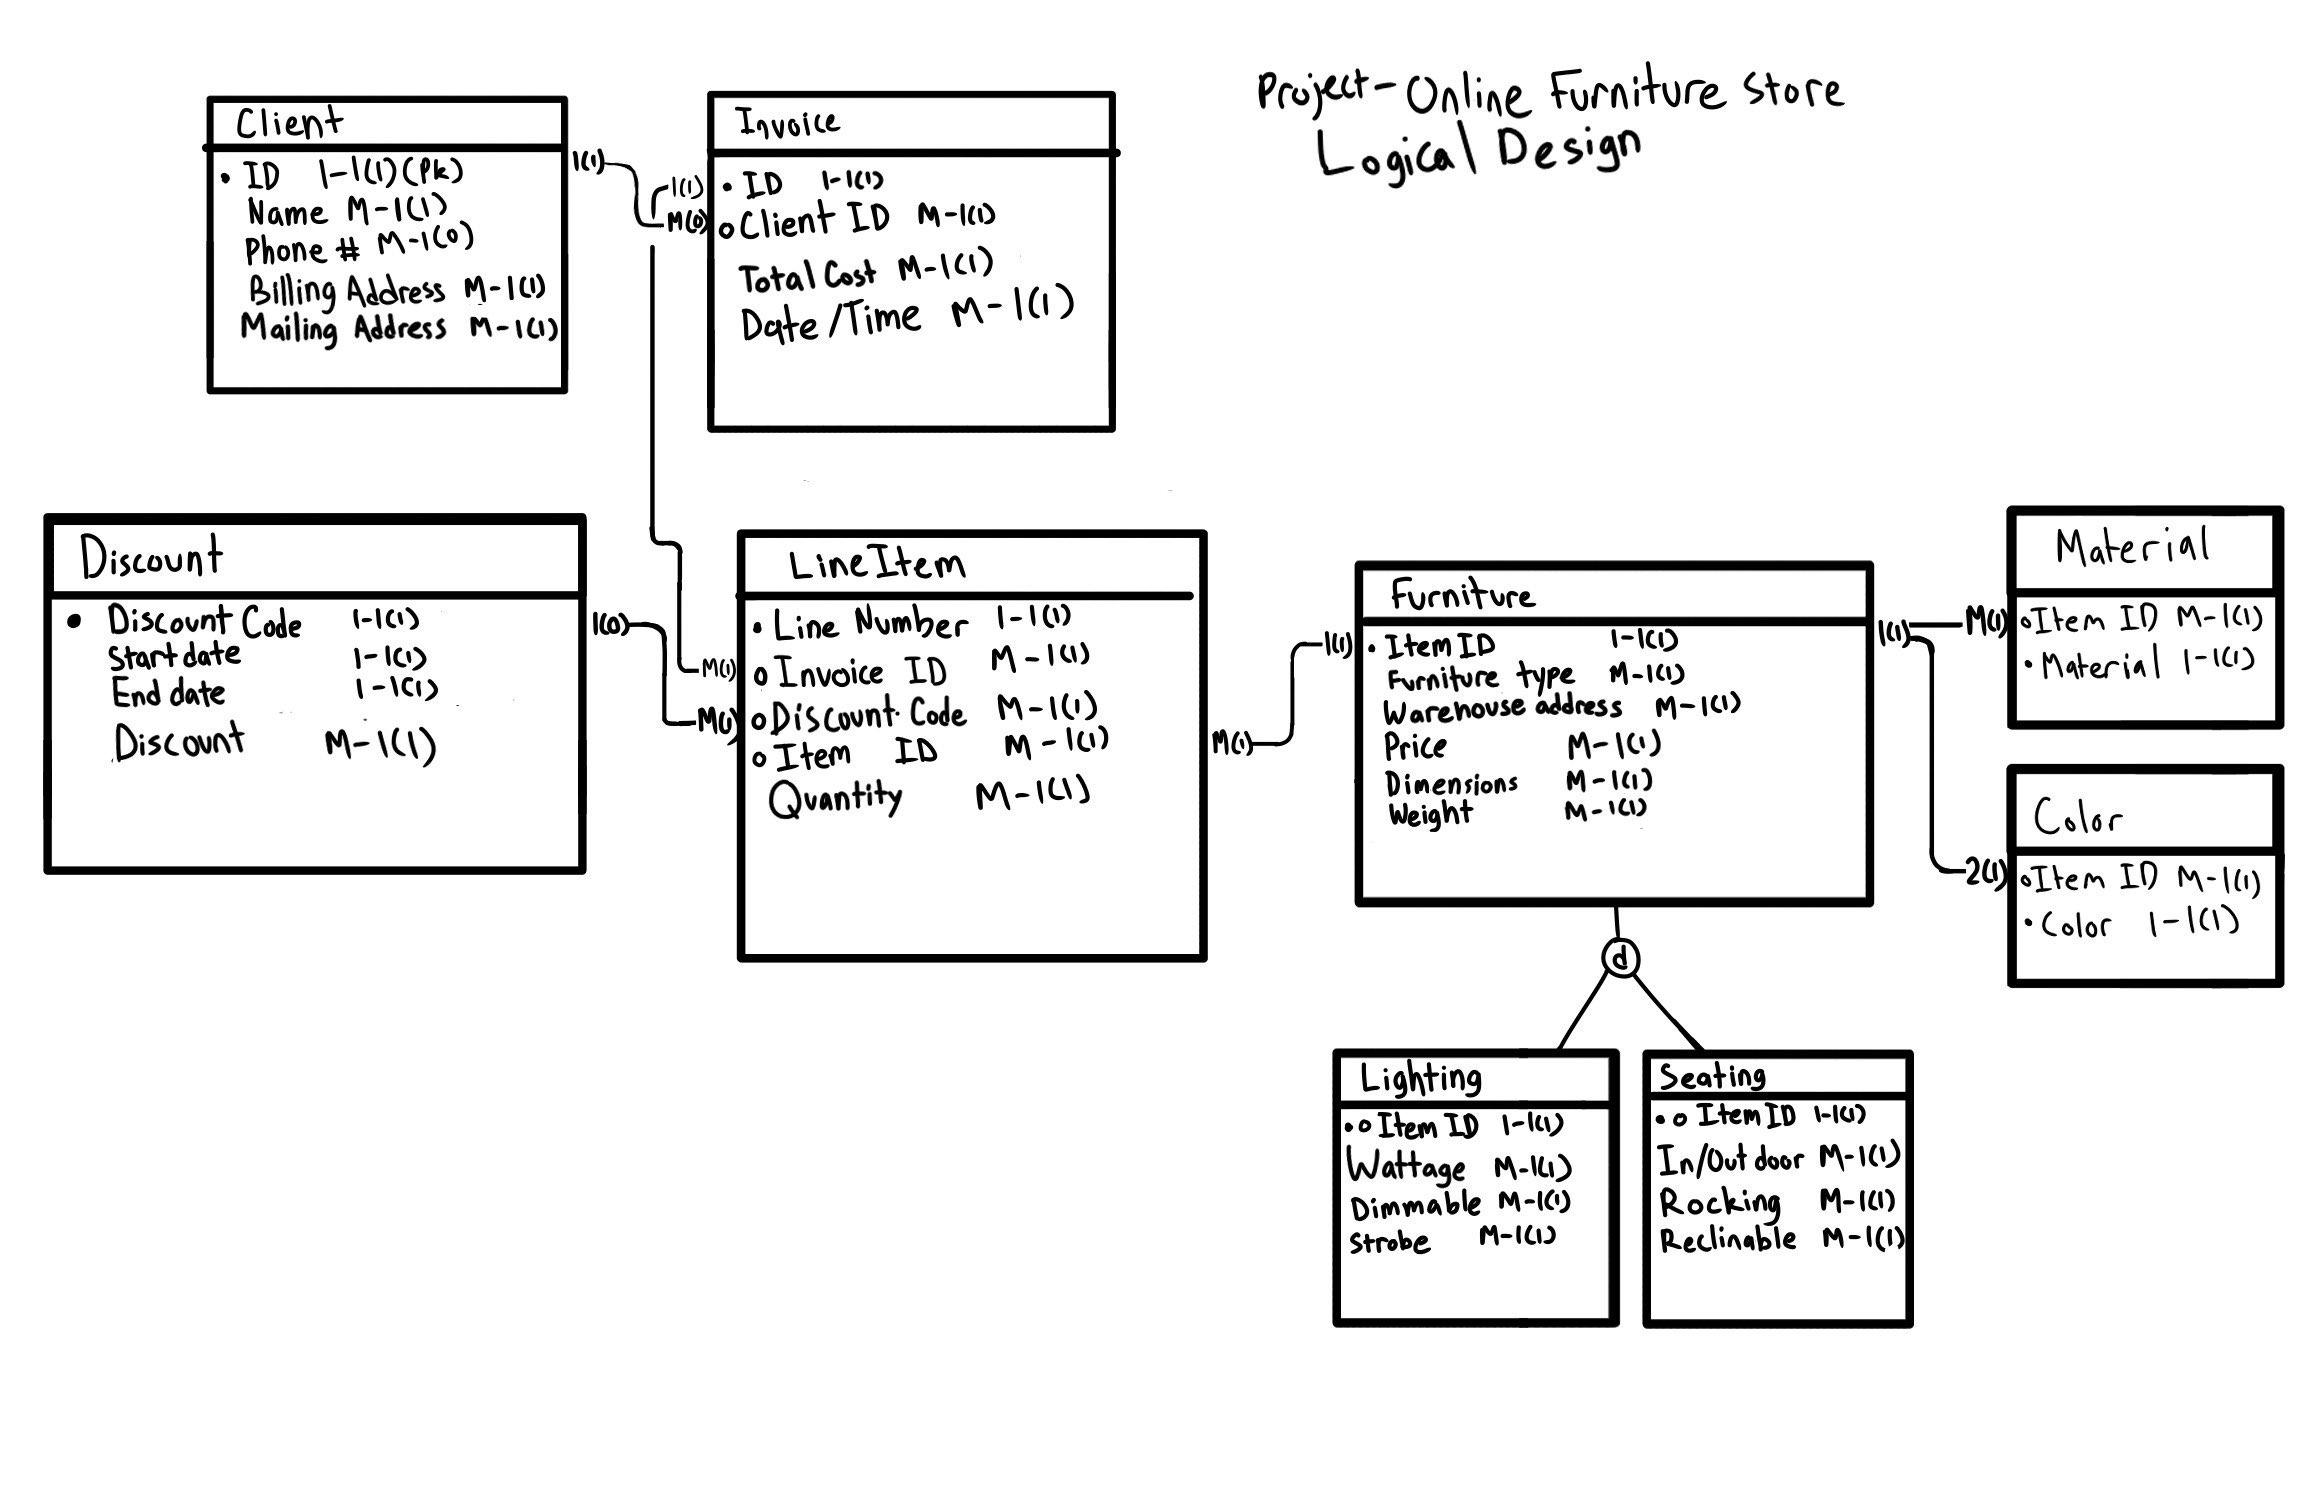 Project - Online Furniture Store
Logical Design
Client
• ID 1-1(1)(Pk)
Name M-1(1)
Phone # M-1(0)
Billing Address M-1(1)
Mailing Address M-1(1)
1(1)
1(1)
M(0)
Invoice
• ID 1-1(1)
o Client ID M-1(1)
Total Cost M-1(1)
Date/Time M-1(1)
Discount
• Discount Code 1-1(1)
Start date 1-1(1)
End date 1-1(1)
Discount M-1(1)
1(0)
M(1)
M(1)
LineItem
• Line Number 1-1(1)
o Invoice ID M-1(1)
o Discount Code M-1(1)
o Item ID M-1(1)
Quantity M-1(1)
M(1)
1(1)
Furniture
• Item ID 1-1(1)
Furniture type M-1(1)
Warehouse address M-1(1)
Price M-1(1)
Dimensions M-1(1)
Weight M-1(1)
1(1)
M(1)
2(1)
Material
o Item ID M-1(1)
• Material 1-1(1)
Color
o Item ID M-1(1)
• Color 1-1(1)
d
Lighting
• o Item ID 1-1(1)
Wattage M-1(1)
Dimmable M-1(1)
Strobe M-1(1)
Seating
• o Item ID 1-1(1)
In/Outdoor M-1(1)
Rocking M-1(1)
Reclinable M-1(1)